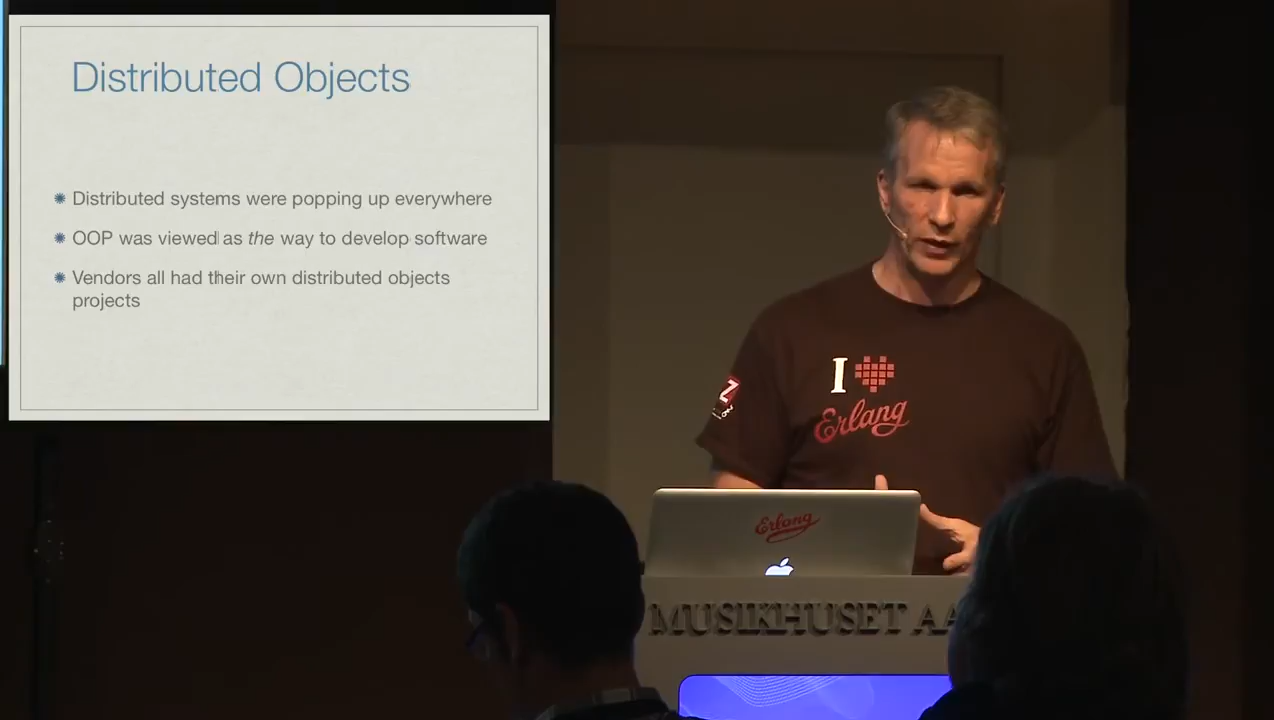 Distributed Objects
Distributed systems were popping up everywhere
OOP was viewed as the way to develop software
Vendors all had their own distributed objects
projects
I
Erlang
Z
Erlang
MUSIKHUSET AA